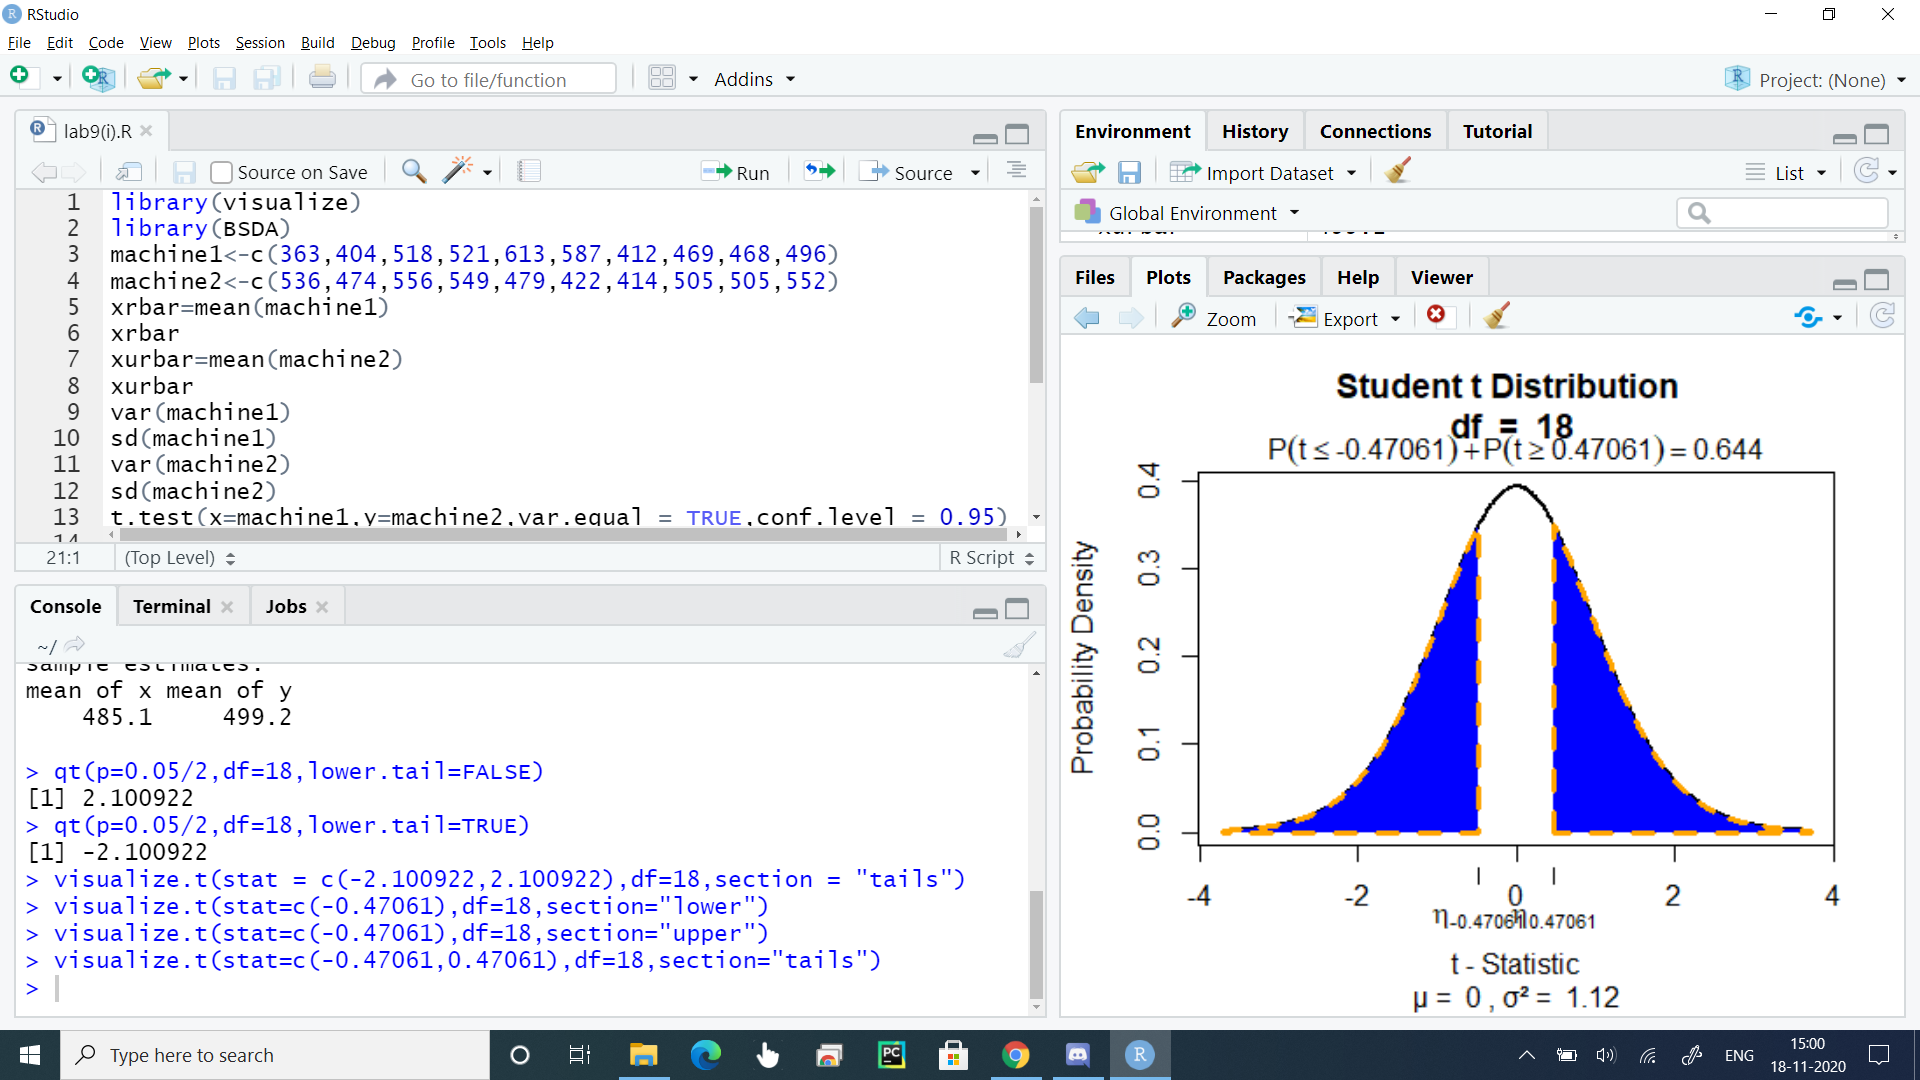 RStudio
File Edit Code View Plots Session Build Debug Profile Tools Help
Go to file/function
Addins
Project: (None)
lab9(i).R
Source on Save
Run
Source
1 library(visualize)
2 library(BSDA)
3 machine1<-c(363,404,518,521,613,587,412,469,468,496)
4 machine2<-c(536,474,556,549,479,422,414,505,505,552)
5 xrbar=mean(machine1)
6 xrbar
7 xurbar=mean(machine2)
8 xurbar
9 var(machine1)
10 sd(machine1)
11 var(machine2)
12 sd(machine2)
13 t.test(x=machine1,y=machine2,var.equal = TRUE,conf.level = 0.95)
14
21:1 (Top Level) R Script
Console Terminal Jobs
~/
sample estimates:
mean of x mean of y
485.1 499.2
> qt(p=0.05/2,df=18,lower.tail=FALSE)
[1] 2.100922
> qt(p=0.05/2,df=18,lower.tail=TRUE)
[1] -2.100922
> visualize.t(stat = c(-2.100922,2.100922),df=18,section = "tails")
> visualize.t(stat=c(-0.47061),df=18,section="lower")
> visualize.t(stat=c(-0.47061),df=18,section="upper")
> visualize.t(stat=c(-0.47061,0.47061),df=18,section="tails")
>
Environment History Connections Tutorial
Import Dataset
List
Global Environment
xurbar 499.2
Files Plots Packages Help Viewer
Zoom Export
Student t Distribution
df = 18
P(t ≤ -0.47061) + P(t ≥ 0.47061) = 0.644
Probability Density
0.4
0.3
0.2
0.1
0.0
-4 -2 0 2 4
η-0.47061 η0.47061
t - Statistic
μ = 0 , σ² = 1.12
Type here to search
PC
R
ENG
15:00
18-11-2020